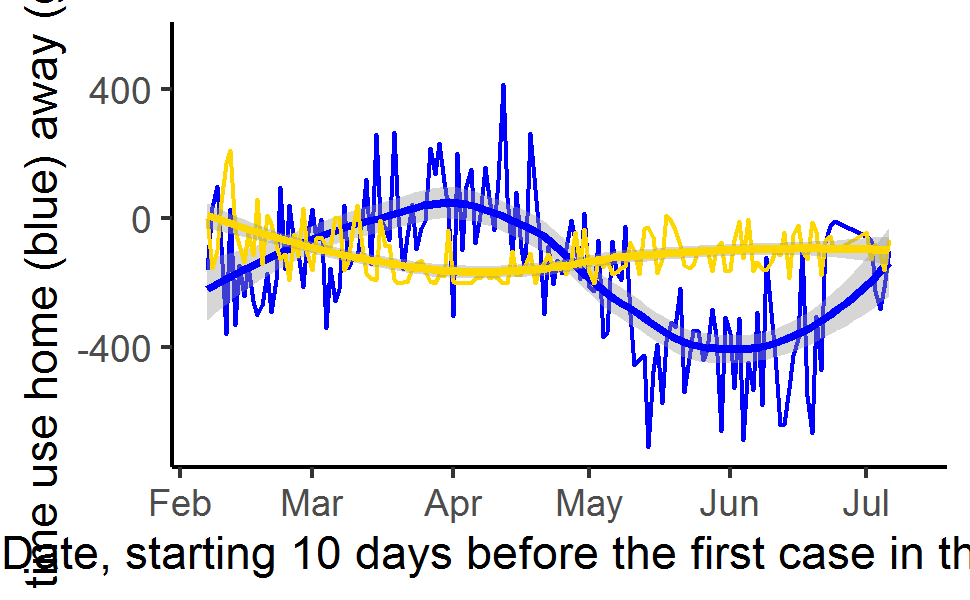 time use home (blue) away (
400
0
-400
Feb Mar Apr May Jun Jul
Date, starting 10 days before the first case in th